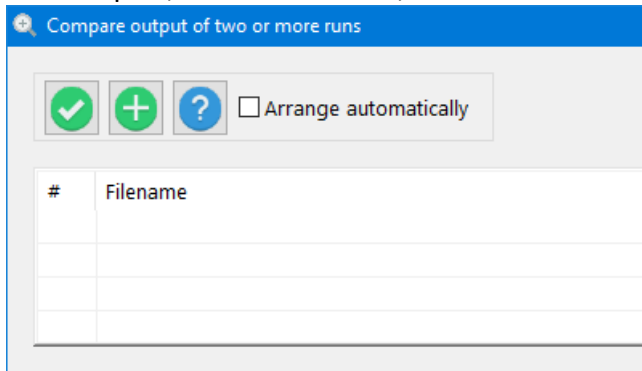 Compare output of two or more runs
Arrange automatically
# Filename